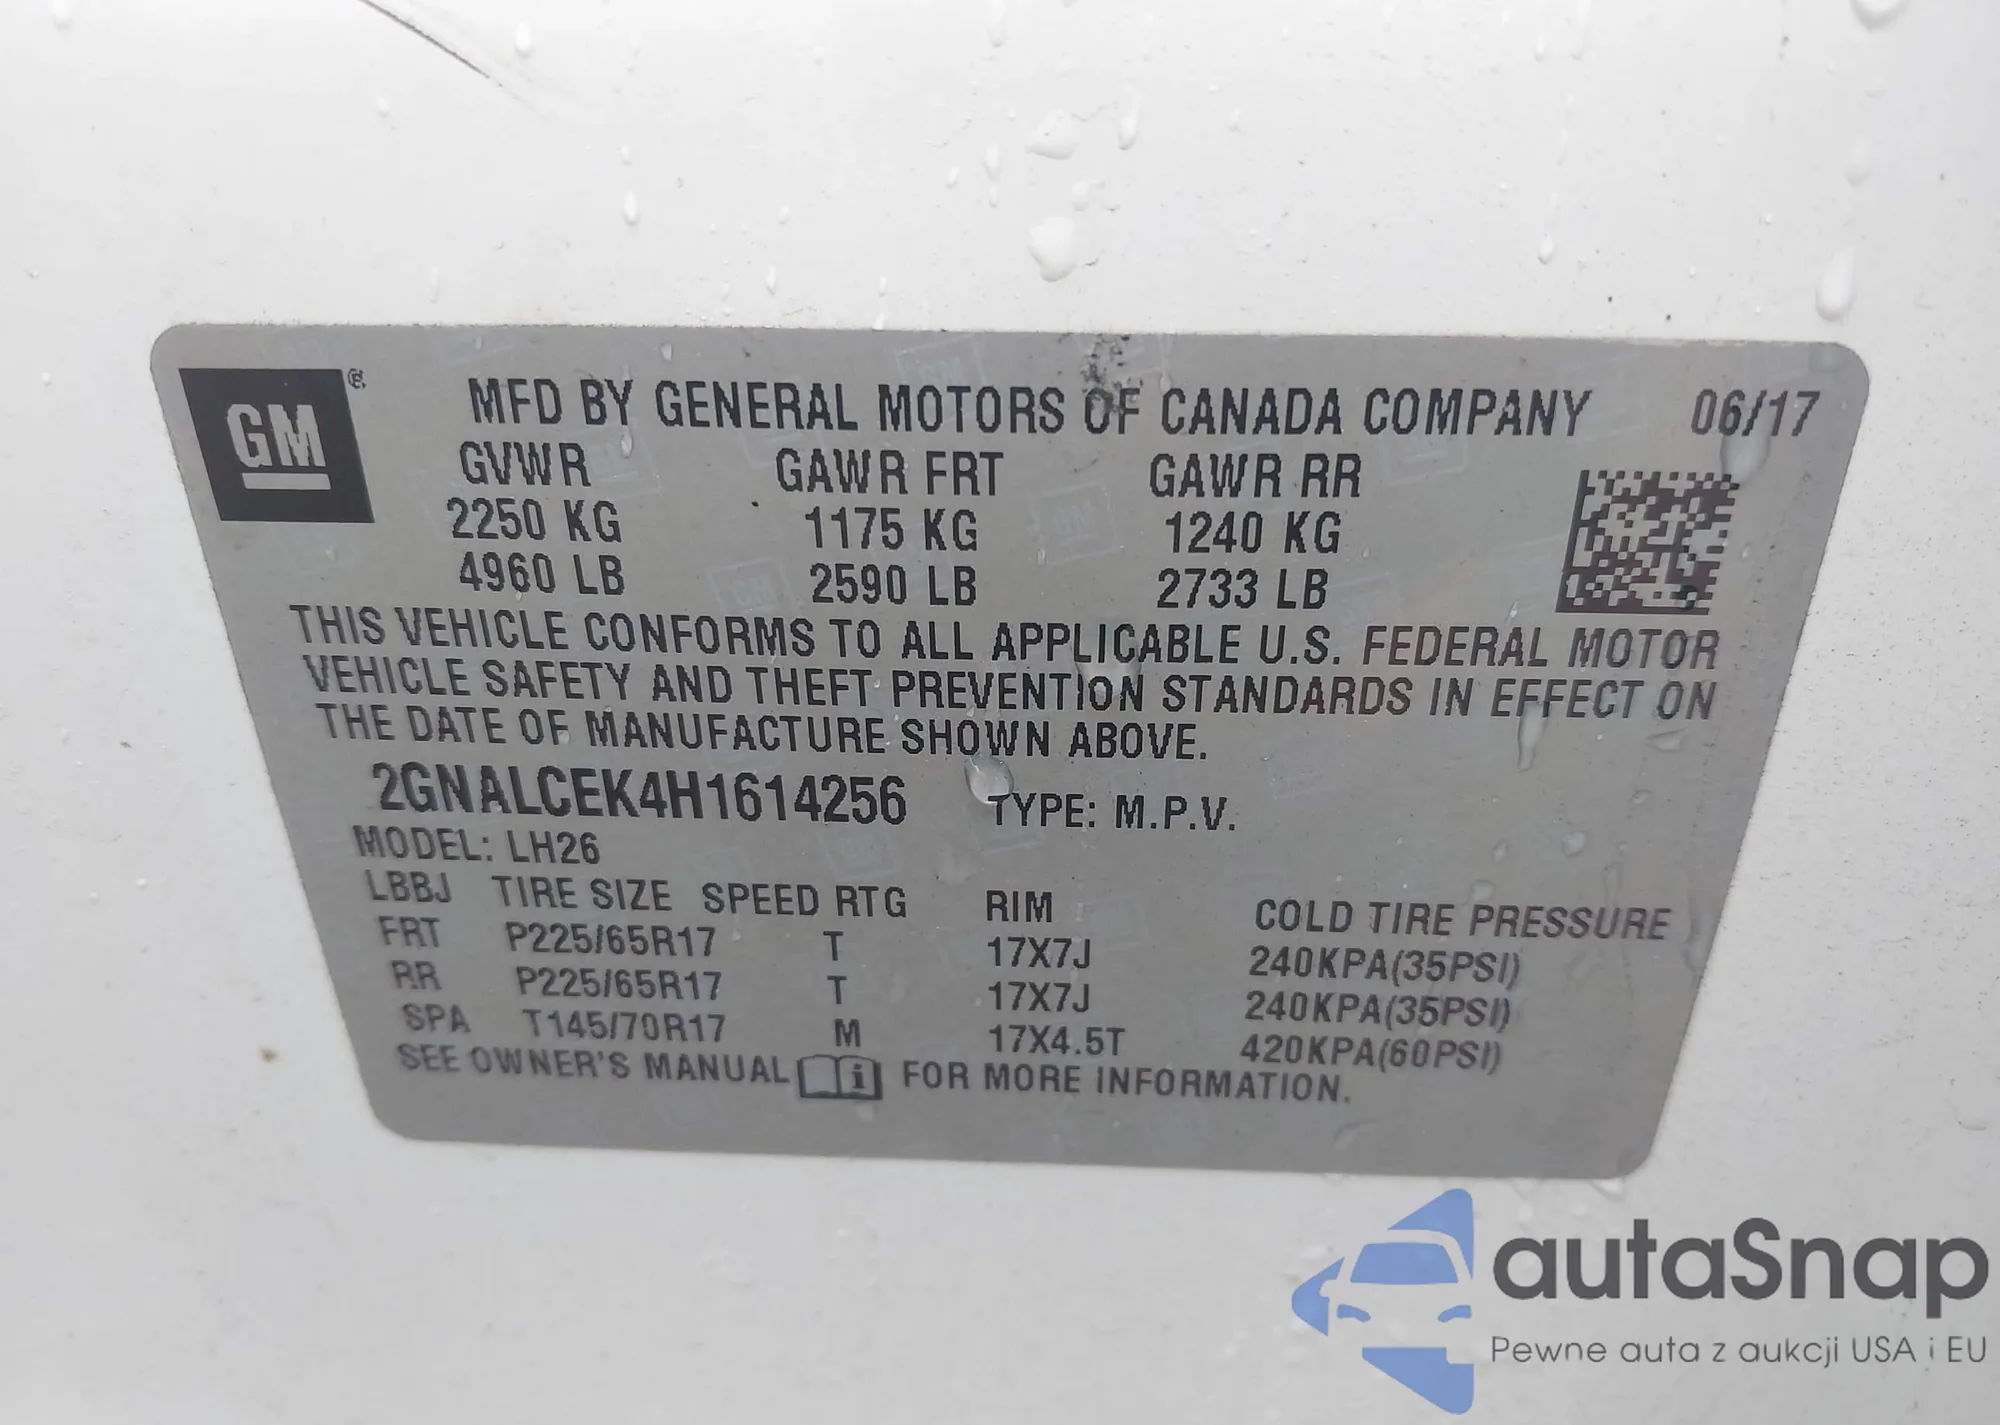 GM ®
MFD BY GENERAL MOTORS OF CANADA COMPANY 06/17
GVWR GAWR FRT GAWR RR
2250 KG 1175 KG 1240 KG
4960 LB 2590 LB 2733 LB
THIS VEHICLE CONFORMS TO ALL APPLICABLE U.S. FEDERAL MOTOR
VEHICLE SAFETY AND THEFT PREVENTION STANDARDS IN EFFECT ON
THE DATE OF MANUFACTURE SHOWN ABOVE.
2GNALCEK4H1614256 TYPE: M.P.V.
MODEL: LH26
LBBJ TIRE SIZE SPEED RTG RIM COLD TIRE PRESSURE
FRT P225/65R17 T 17X7J 240KPA(35PSI)
RR P225/65R17 T 17X7J 240KPA(35PSI)
SPA T145/70R17 M 17X4.5T 420KPA(60PSI)
SEE OWNER'S MANUAL i FOR MORE INFORMATION.
autaSnap
Pewne auta z aukcji USA i EU